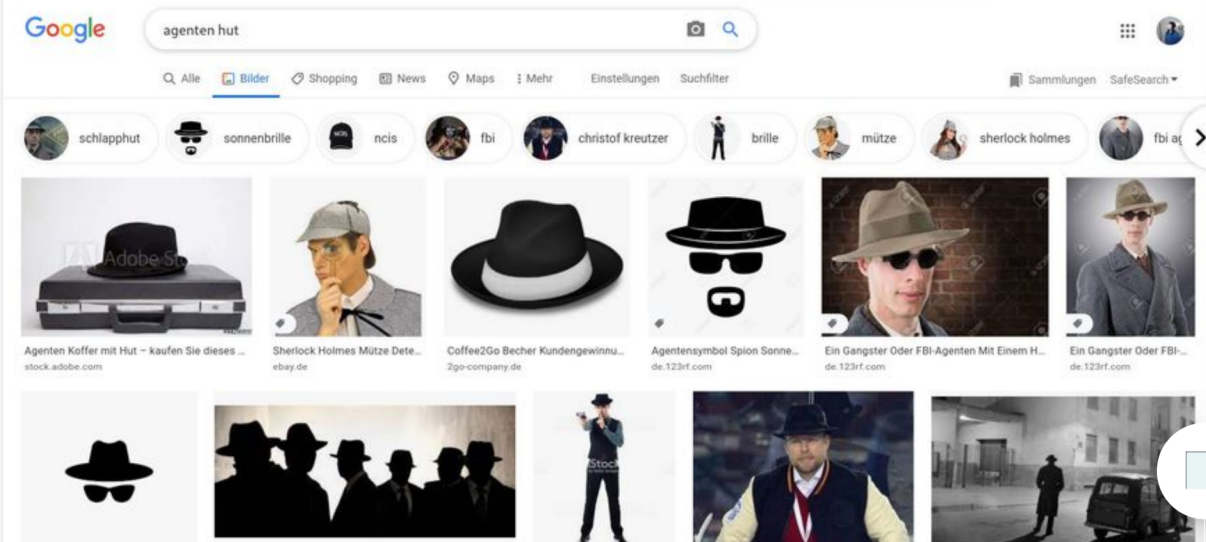 Google
agenten hut
Alle Bilder Shopping News Maps Mehr Einstellungen Suchfilter Sammlungen SafeSearch
schlapphut sonnenbrille NCIS ncis fbi christof kreutzer brille mütze sherlock holmes fbi
Adobe
Agenten Koffer mit Hut – kaufen Sie dieses ... Sherlock Holmes Mütze Dete... Coffee2Go Becher Kundengewinnu... Agentensymbol Spion Sonne... Ein Gangster Oder FBI-Agenten Mit Einem H... Ein Gangster Oder FBI-...
stock.adobe.com ebay.de 2go-company.de de.123rf.com de.123rf.com de.123rf.com
iStock